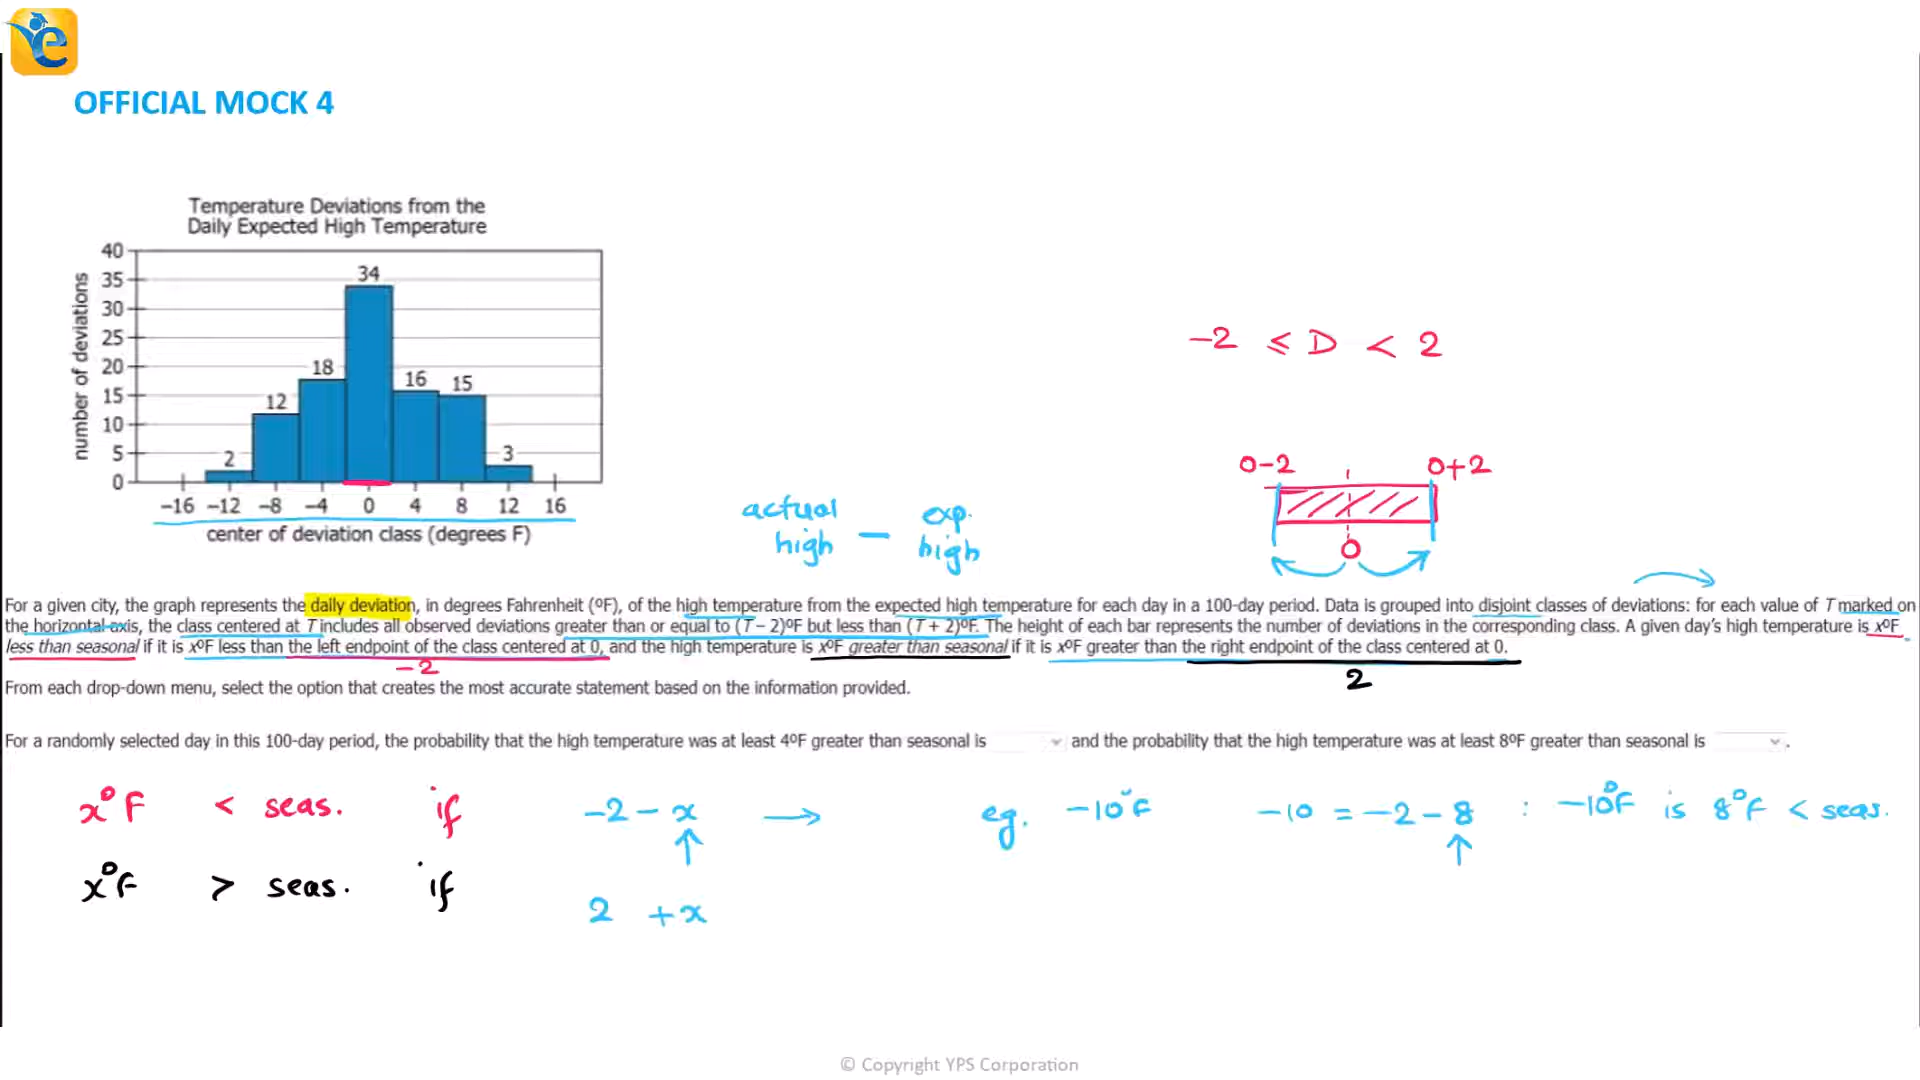 OFFICIAL MOCK 4
Temperature Deviations from the
Daily Expected High Temperature
number of deviations
40
35
30
25
20
15
10
5
0
2
12
18
34
16
15
3
−16 −12 −8 −4 0 4 8 12 16
center of deviation class (degrees F)
-2 ≤ D < 2
0-2 0+2
0
actual high − exp. high
For a given city, the graph represents the daily deviation, in degrees Fahrenheit (ºF), of the high temperature from the expected high temperature for each day in a 100-day period. Data is grouped into disjoint classes of deviations: for each value of T marked on
the horizontal axis, the class centered at T includes all observed deviations greater than or equal to (T − 2)ºF but less than (T + 2)ºF. The height of each bar represents the number of deviations in the corresponding class. A given day's high temperature is xºF
less than seasonal if it is xºF less than the left endpoint of the class centered at 0, and the high temperature is xºF greater than seasonal if it is xºF greater than the right endpoint of the class centered at 0.
-2
2
From each drop-down menu, select the option that creates the most accurate statement based on the information provided.
For a randomly selected day in this 100-day period, the probability that the high temperature was at least 4ºF greater than seasonal is and the probability that the high temperature was at least 8ºF greater than seasonal is .
xºF < seas. if -2 - x → eg. -10ºF -10 = -2 - 8 : -10ºF is 8ºF < seas.
xºF > seas. if
2 + x
© Copyright YPS Corporation